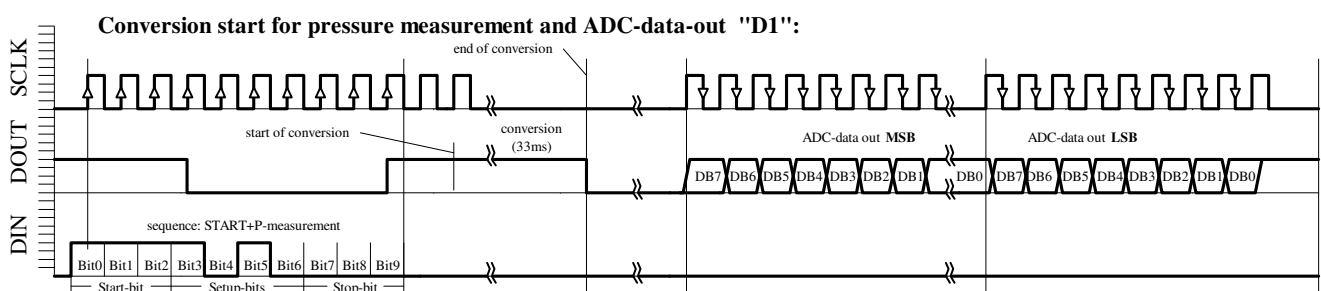 Conversion start for pressure measurement and ADC-data-out "D1":
end of conversion
SCLK
start of conversion
conversion
(33ms)
ADC-data out MSB
ADC-data out LSB
DOUT
DB7 DB6 DB5 DB4 DB3 DB2 DB1 DB0 DB7 DB6 DB5 DB4 DB3 DB2 DB1 DB0
sequence: START+P-measurement
DIN
Bit0 Bit1 Bit2 Bit3 Bit4 Bit5 Bit6 Bit7 Bit8 Bit9
Start-bit Setup-bits Stop-bit